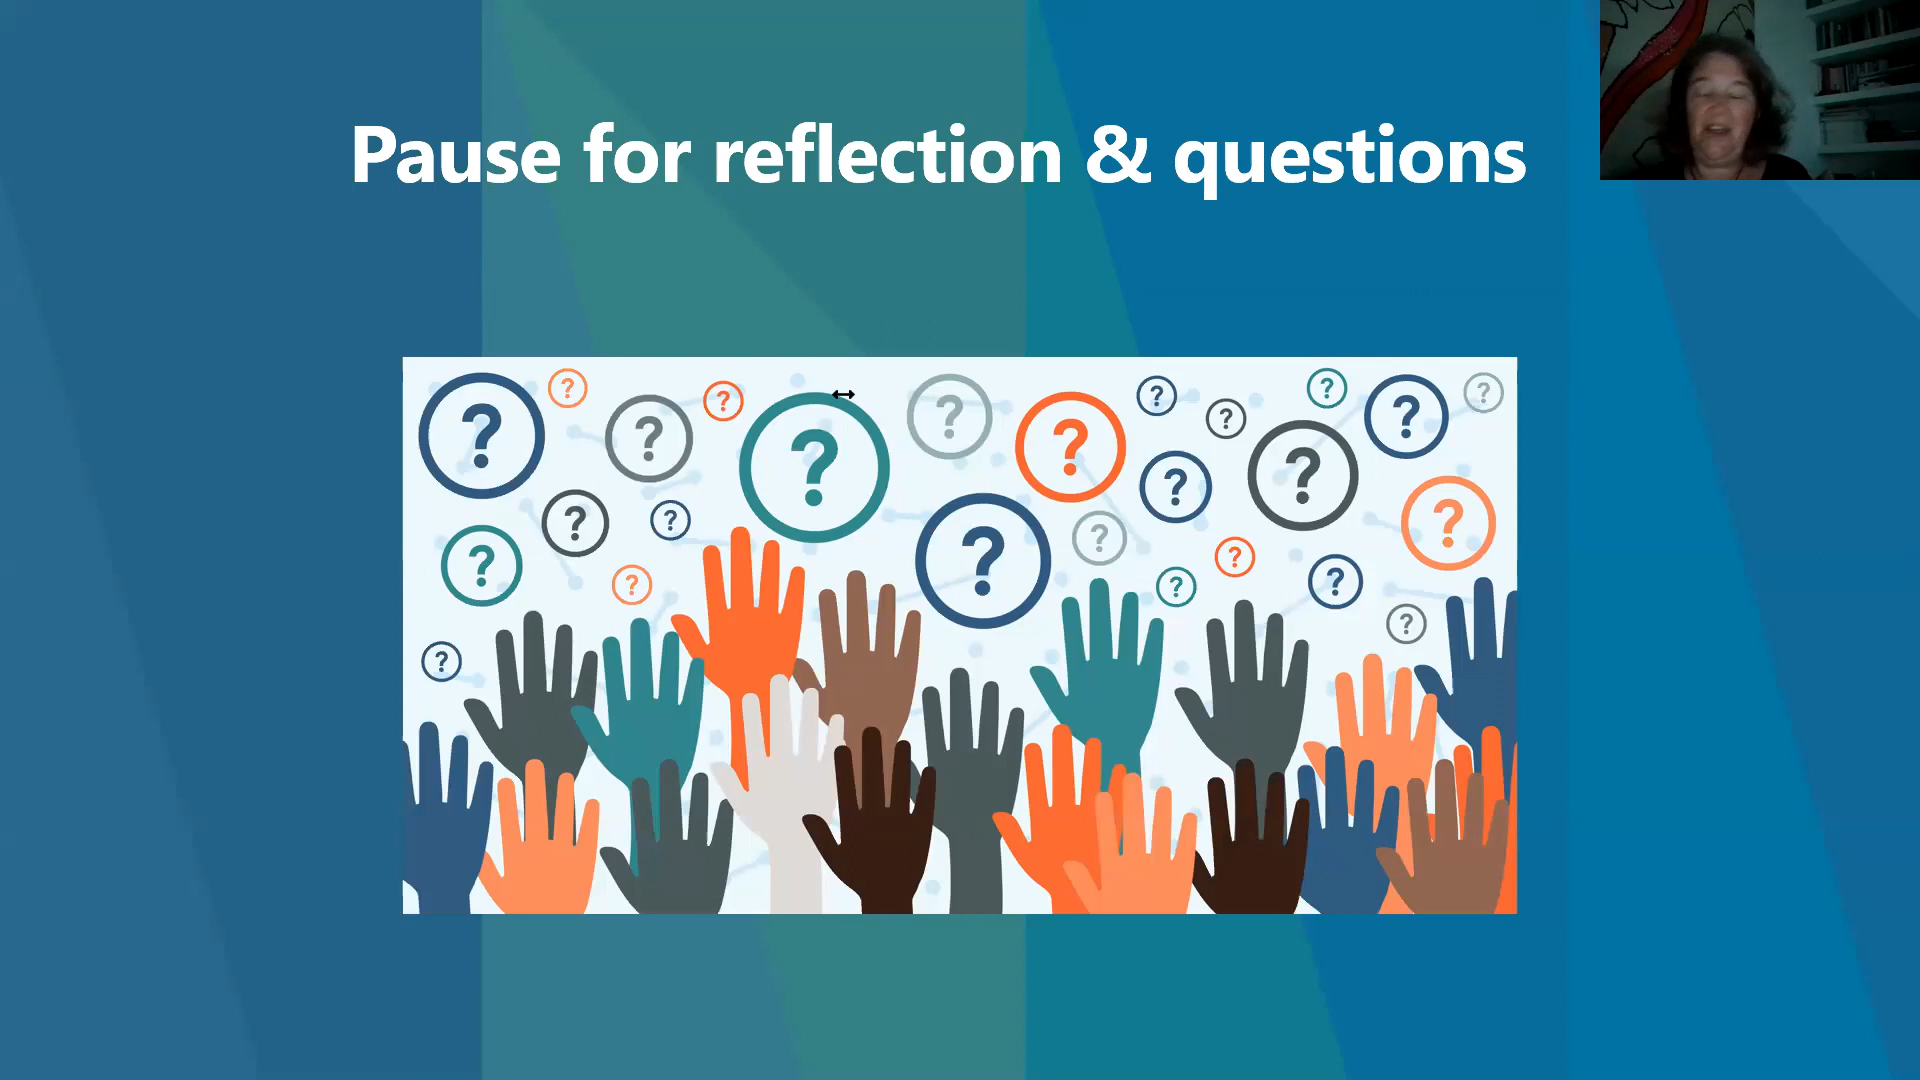 Pause for reflection & questions
? ? ? ? ? ? ? ? ? ? ? ?
? ? ? ? ? ? ? ? ? ? ? ? ? ?
?